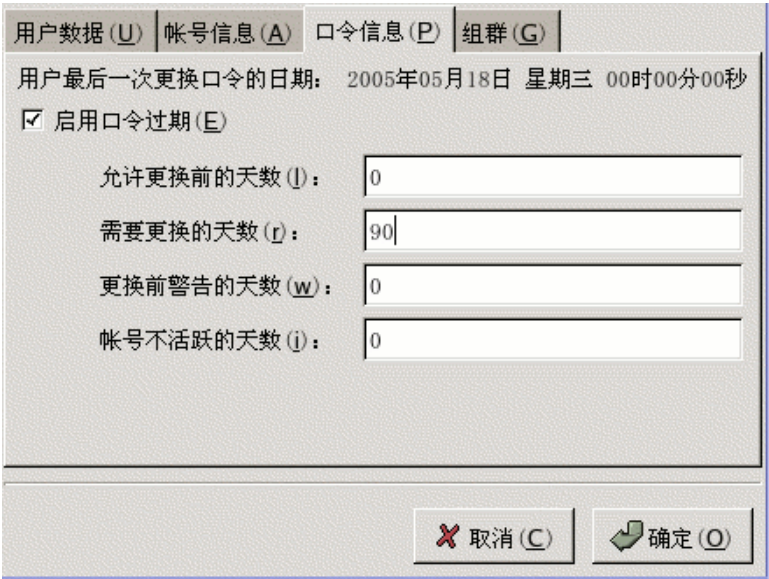 用户数据(U) 帐号信息(A) 口令信息(P) 组群(G)
用户最后一次更换口令的日期： 2005年05月18日 星期三 00时00分00秒
启用口令过期(E)
允许更换前的天数(I)： 0
需要更换的天数(r)： 90
更换前警告的天数(w)： 0
帐号不活跃的天数(i)： 0
取消(C) 确定(O)